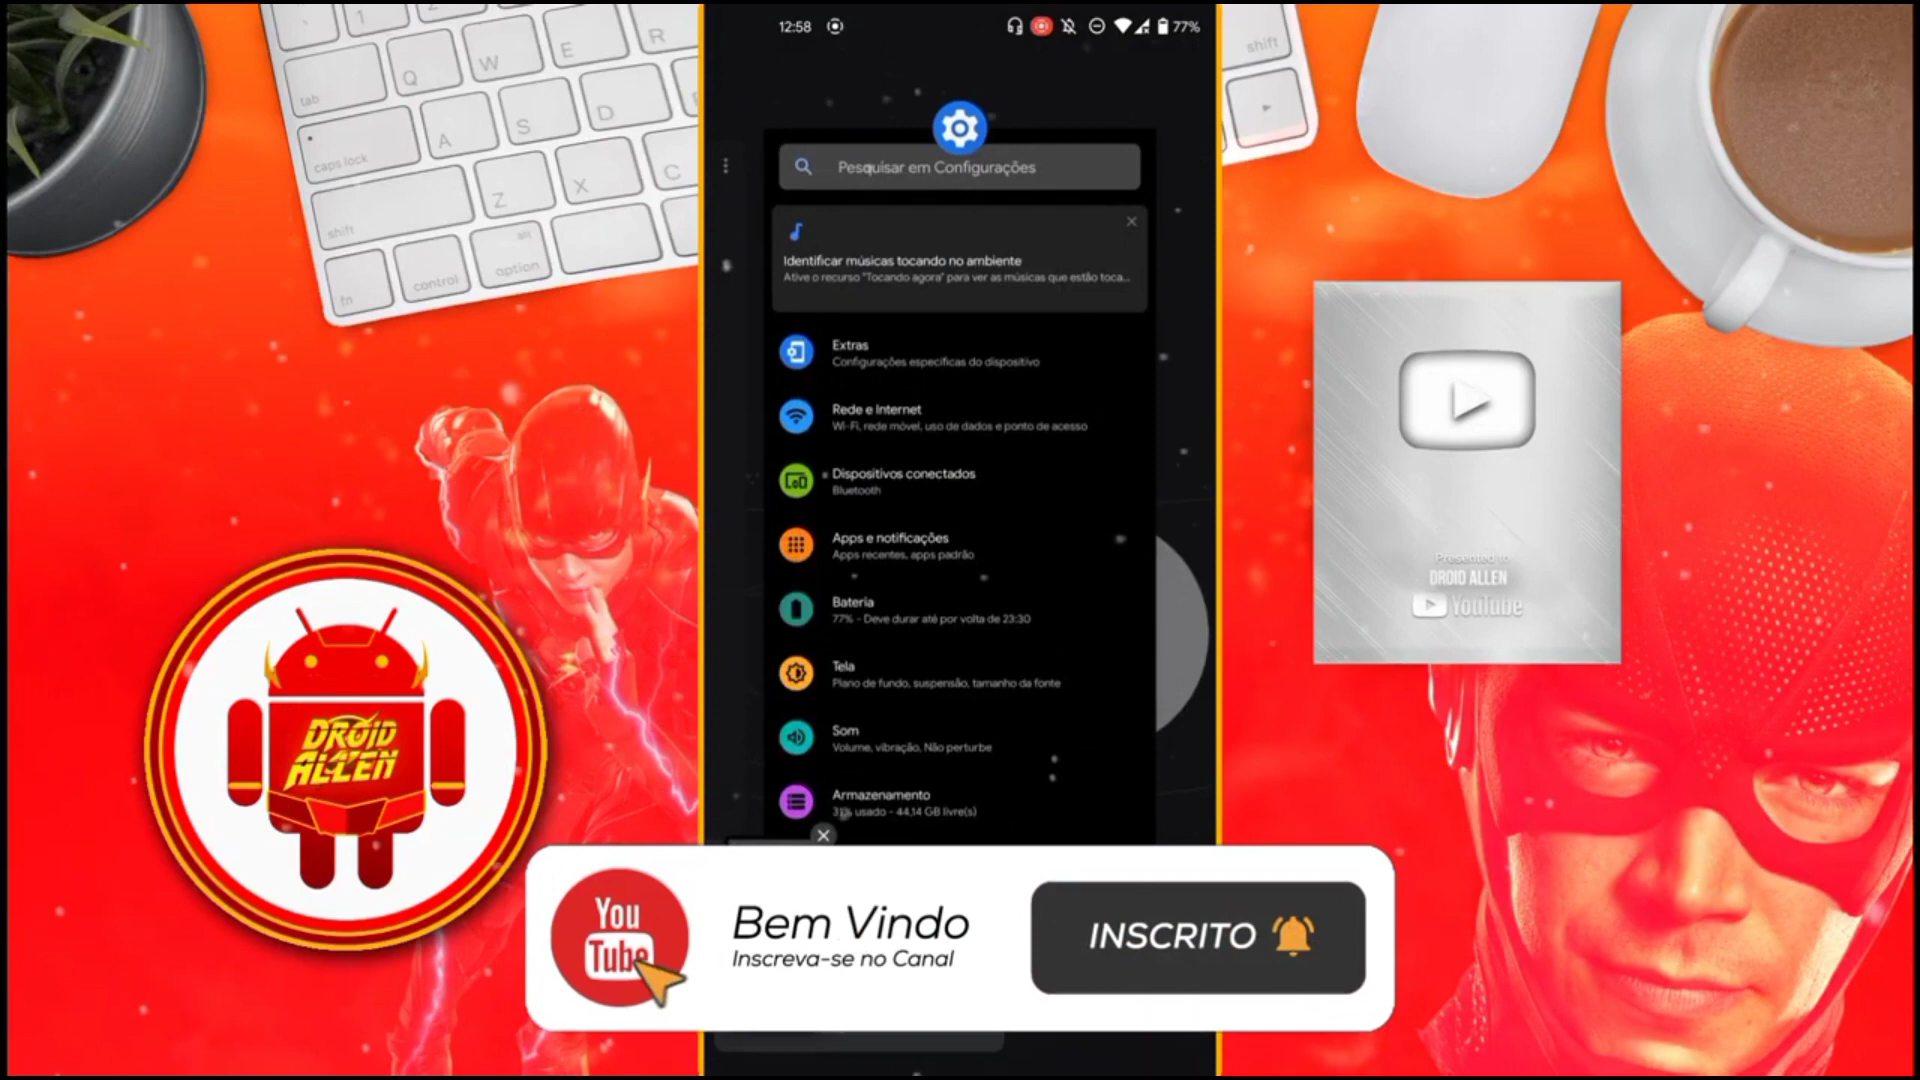 12:58
77%
Pesquisar em Configurações
Identificar músicas tocando no ambiente
Ative o recurso "Tocando agora" para ver as músicas que estão toca...
Extras
Configurações específicas do dispositivo
Rede e Internet
Wi-Fi, rede móvel, uso de dados e ponto de acesso
Dispositivos conectados
Bluetooth
Apps e notificações
Apps recentes, apps padrão
Bateria
77% - Deve durar até por volta de 23:30
Tela
Plano de fundo, suspensão, tamanho da fonte
Som
Volume, vibração, Não perturbe
Armazenamento
31% usado - 44,14 GB livre(s)
tab
Q
W
E
R
caps lock
A
S
D
shift
Z
X
C
fn
control
alt
option
shift
DROID
ALLEN
Presented to
DROID ALLEN
YouTube
You
Tube
Bem Vindo
Inscreva-se no Canal
INSCRITO